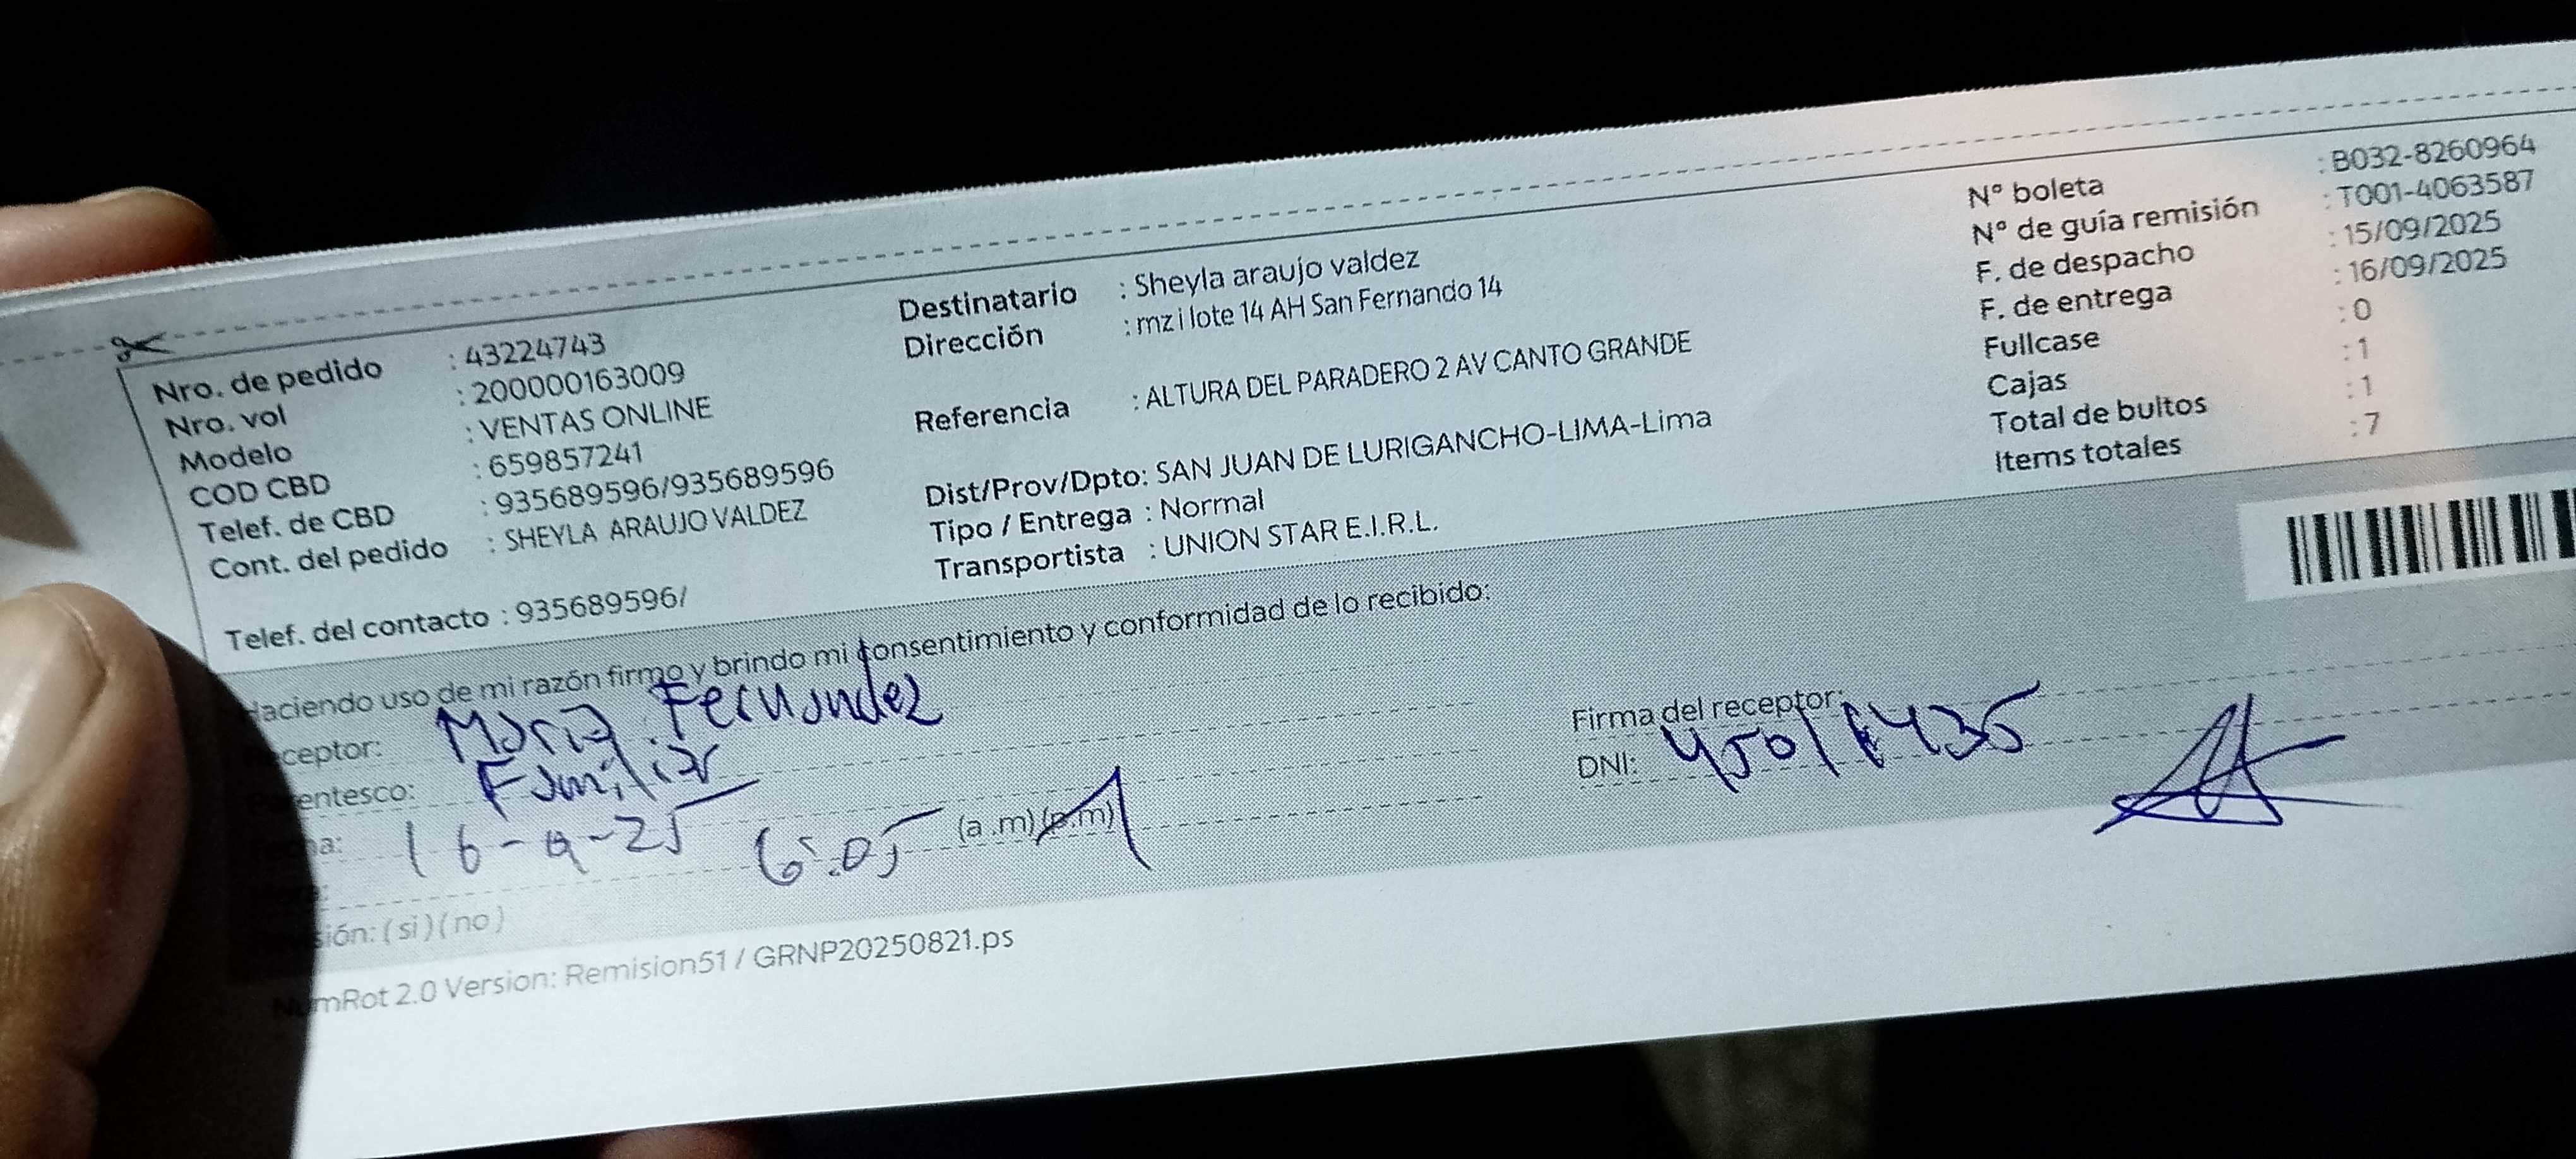 Nro. de pedido : 43224743
Nro. vol : 200000163009
Modelo : VENTAS ONLINE
COD CBD : 659857241
Telef. de CBD : 935689596/935689596
Cont. del pedido : SHEYLA ARAUJO VALDEZ
Telef. del contacto : 935689596/
Destinatario : Sheyla araujo valdez
Dirección : mz i lote 14 AH San Fernando 14
Referencia : ALTURA DEL PARADERO 2 AV CANTO GRANDE
Dist/Prov/Dpto: SAN JUAN DE LURIGANCHO-LIMA-Lima
Tipo / Entrega : Normal
Transportista : UNION STAR E.I.R.L.
N° boleta : B032-8260964
N° de guía remisión : T001-4063587
F. de despacho : 15/09/2025
F. de entrega : 16/09/2025
Fullcase : 0
Cajas : 1
Total de bultos : 1
Items totales : 7
Haciendo uso de mi razón firmo y brindo mi consentimiento y conformidad de lo recibido:
ceptor: Maria Fernandez
entesco: Familiar
ha: 16-9-25
6:05 (a.m)(p.m)
sión: (si)(no)
Firma del receptor:
DNI:
mRot 2.0 Version: Remision51 / GRNP20250821.ps